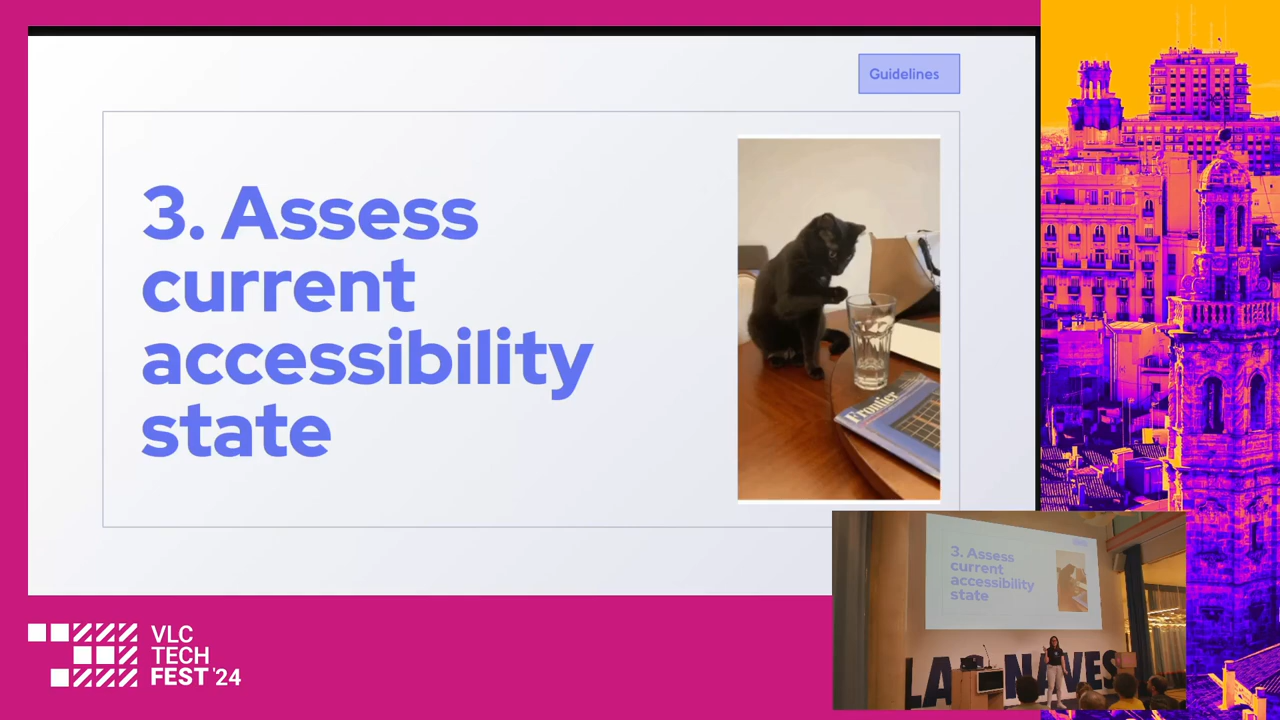 Guidelines
3. Assess
current
accessibility
state
Frontier
3. Assess
current
accessibility
state
LA NAVES
VLC
TECH
FEST '24